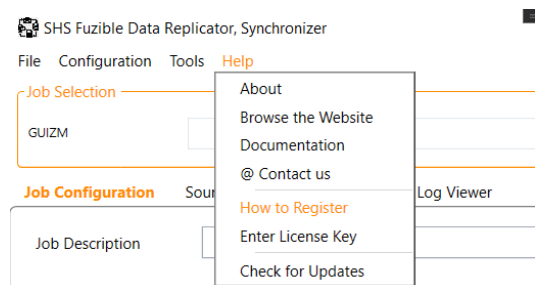 SHS Fuzible Data Replicator, Synchronizer
File Configuration Tools Help
Job Selection
About
Browse the Website
GUIZM
Documentation
@ Contact us
Job Configuration Sour Log Viewer
How to Register
Enter License Key
Job Description
Check for Updates